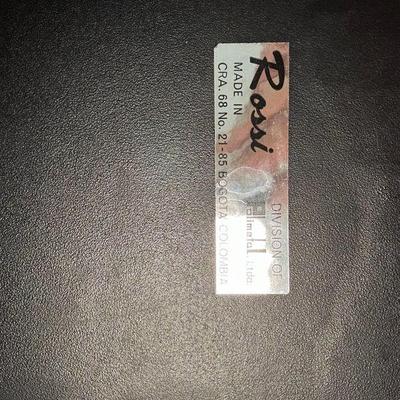 Rossi
DIVISION OF
Ltda.
MADE IN
CRA. 68 No. 21-85 BOGOTA COLOMBIA